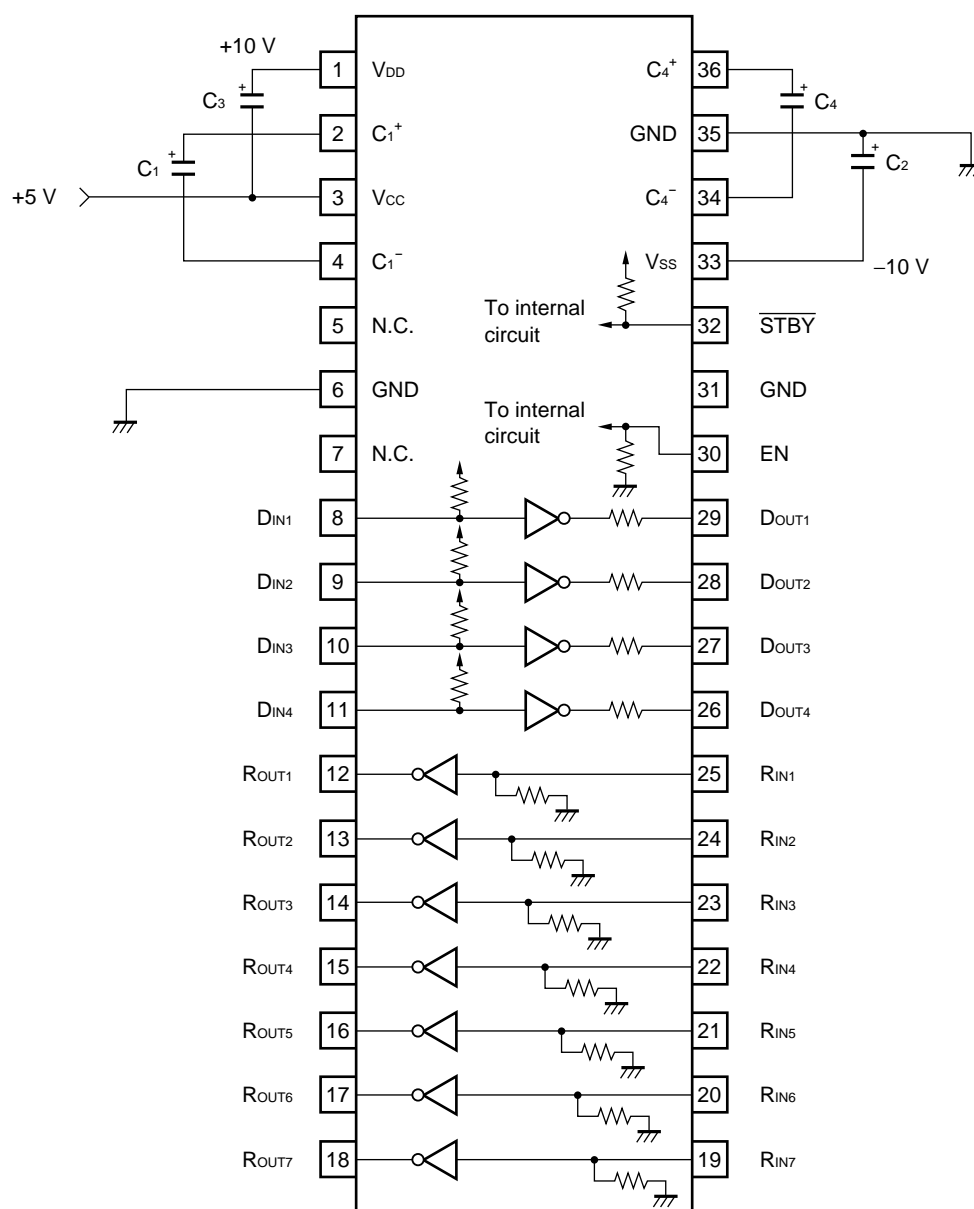 +10 V
1 VDD C4+ 36
+ C3 + C4
2 C1+ GND 35
+ C1 + C2
+5 V 3 VCC C4− 34
4 C1− VSS 33 −10 V
5 N.C. To internal circuit 32 STBY
6 GND 31 GND
7 N.C. To internal circuit 30 EN
DIN1 8 29 DOUT1
DIN2 9 28 DOUT2
DIN3 10 27 DOUT3
DIN4 11 26 DOUT4
ROUT1 12 25 RIN1
ROUT2 13 24 RIN2
ROUT3 14 23 RIN3
ROUT4 15 22 RIN4
ROUT5 16 21 RIN5
ROUT6 17 20 RIN6
ROUT7 18 19 RIN7